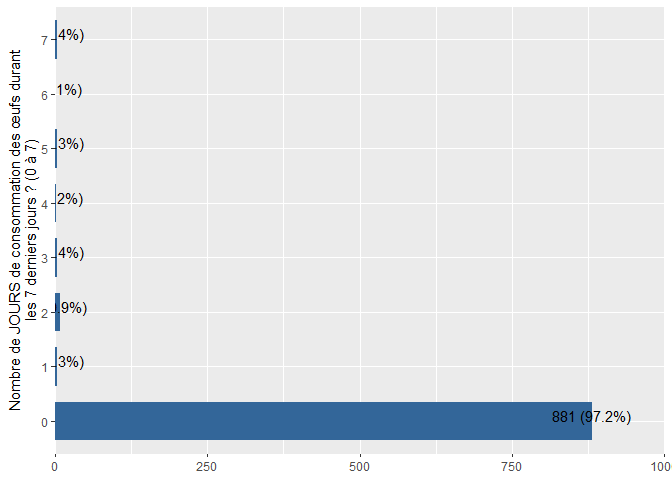 Nombre de JOURS de consommation des œufs durant
les 7 derniers jours ? (0 à 7)
7 4%)
6 1%)
5 3%)
4 2%)
3 4%)
2 .9%)
1 3%)
0 881 (97.2%)
0 250 500 750 100